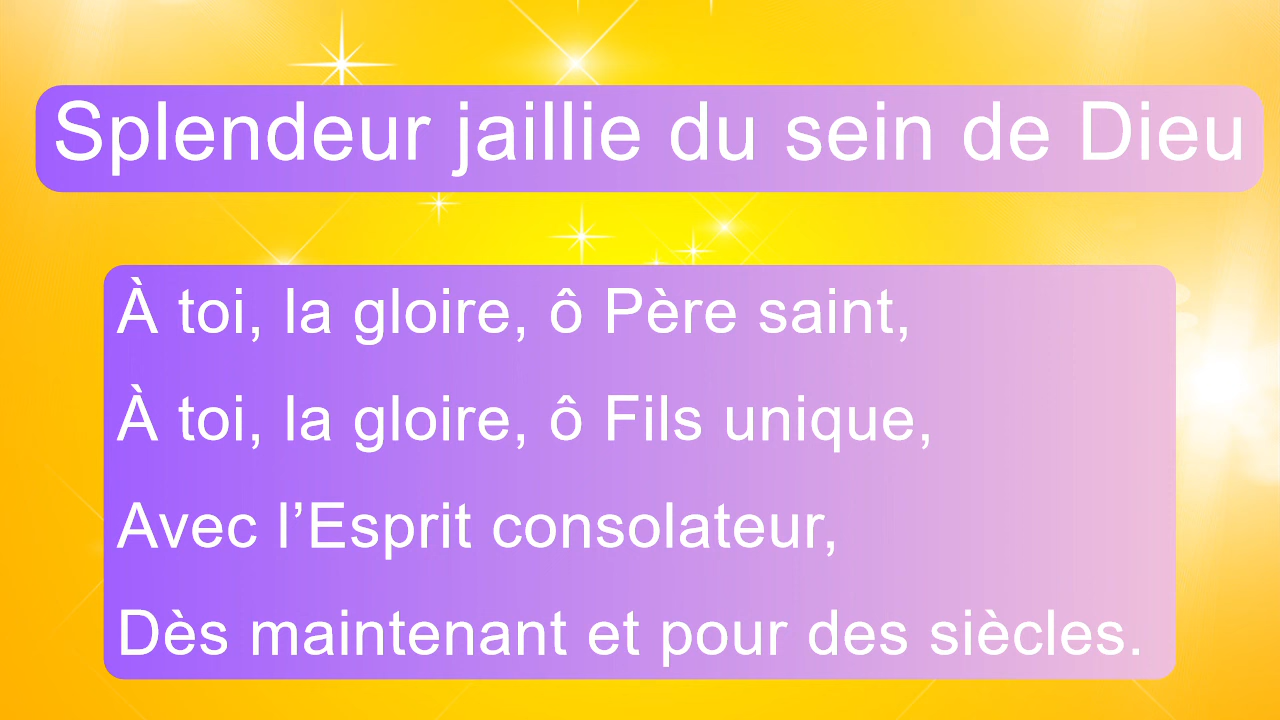 Splendeur jaillie du sein de Dieu
À toi, la gloire, ô Père saint,
À toi, la gloire, ô Fils unique,
Avec l’Esprit consolateur,
Dès maintenant et pour des siècles.